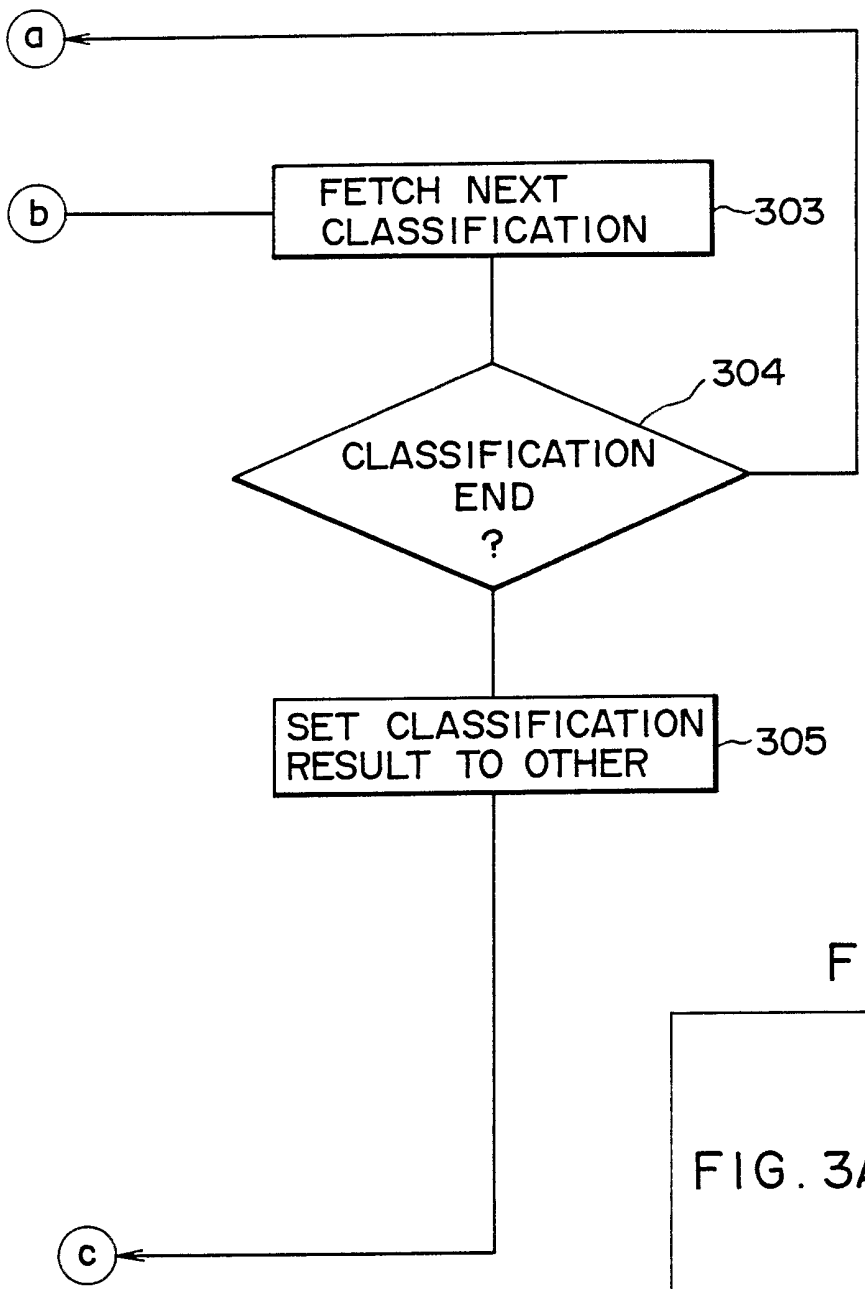 a
b
FETCH NEXT
CLASSIFICATION
303
304
CLASSIFICATION
END
?
SET CLASSIFICATION
RESULT TO OTHER
305
F
FIG. 3A
c